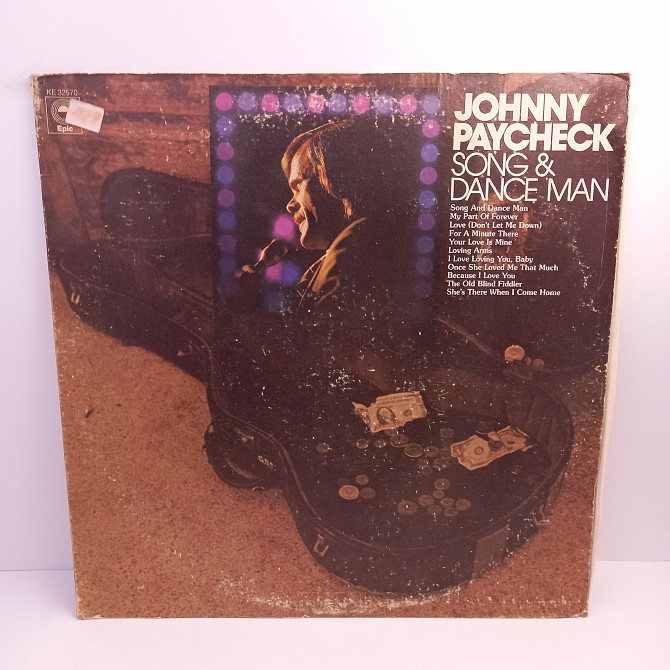 KE 32570
Epic
JOHNNY
PAYCHECK
SONG &
DANCE MAN
Song And Dance Man
My Part Of Forever
Love (Don't Let Me Down)
For A Minute There
Your Love Is Mine
Loving Arms
I Love Loving You, Baby
Once She Loved Me That Much
Because I Love You
The Old Blind Fiddler
She's There When I Come Home